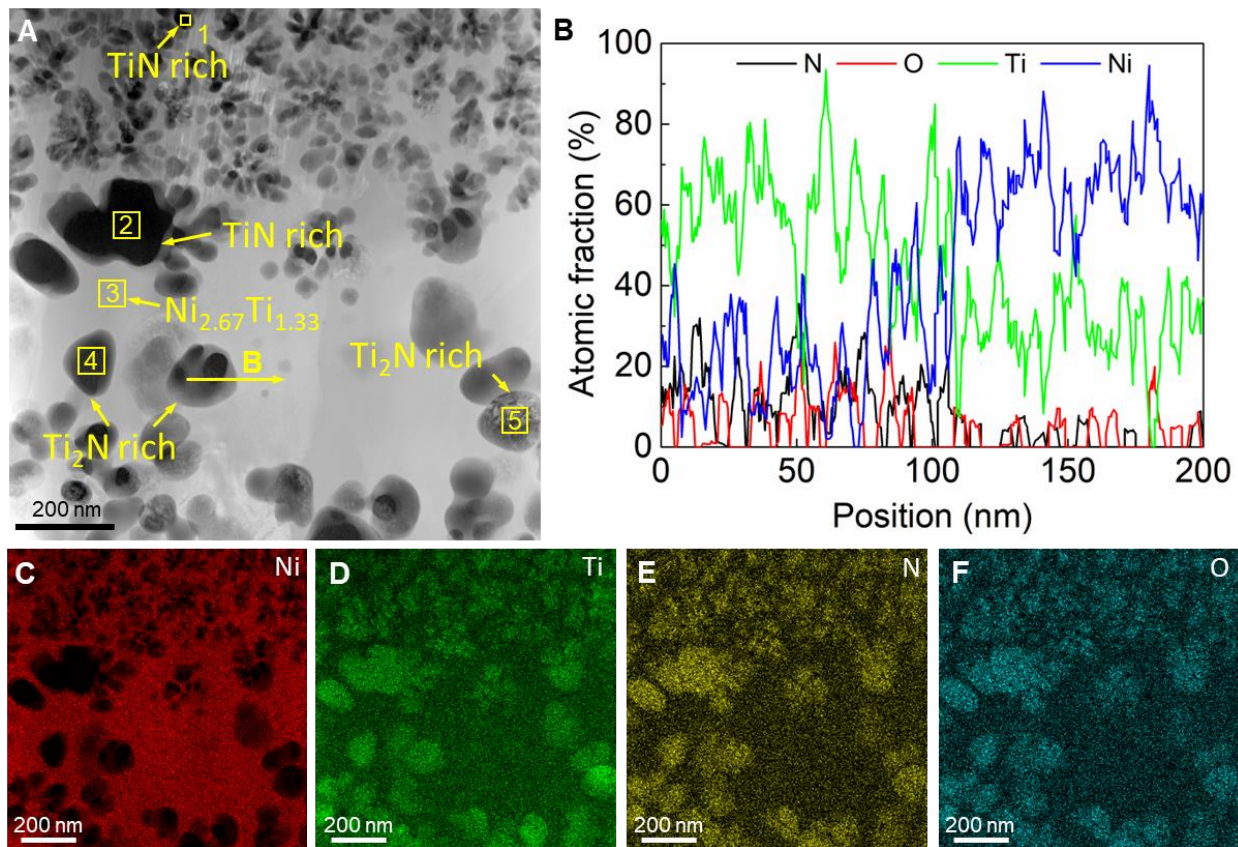 A
1
TiN rich
2
TiN rich
3
Ni2.67Ti1.33
4
B
Ti2N rich
5
Ti2N rich
200 nm
B
N O Ti Ni
100
80
60
40
20
0
Atomic fraction (%)
0 50 100 150 200
Position (nm)
C Ni
200 nm
D Ti
200 nm
E N
200 nm
F O
200 nm